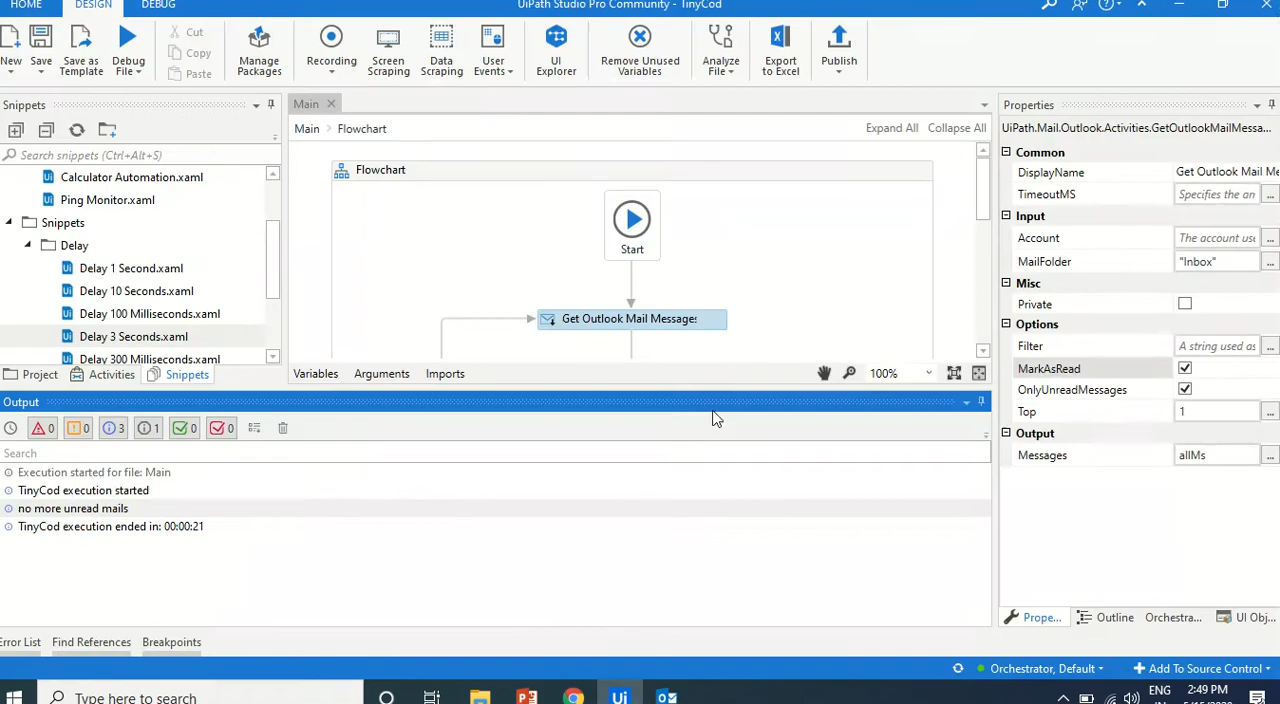 HOME DESIGN DEBUG UiPath Studio Pro Community - TinyCod
New Save Save as Template Debug File Cut Copy Paste Manage Packages Recording Screen Scraping Data Scraping User Events UI Explorer Remove Unused Variables Analyze File Export to Excel Publish
Snippets
Search snippets (Ctrl+Alt+S)
Calculator Automation.xaml
Ping Monitor.xaml
Snippets
Delay
Delay 1 Second.xaml
Delay 10 Seconds.xaml
Delay 100 Milliseconds.xaml
Delay 3 Seconds.xaml
Delay 300 Milliseconds.xaml
Project Activities Snippets
Main
Main > Flowchart Expand All Collapse All
Flowchart
Start
Get Outlook Mail Messages
Variables Arguments Imports 100%
Properties
UiPath.Mail.Outlook.Activities.GetOutlookMailMessa...
Common
DisplayName Get Outlook Mail Me
TimeoutMS Specifies the an ...
Input
Account The account use ...
MailFolder "Inbox" ...
Misc
Private
Options
Filter A string used as ...
MarkAsRead
OnlyUnreadMessages
Top 1 ...
Output
Messages allMs ...
Prope... Outline Orchestra... UI Obj...
Output
0 0 3 1 0 0
Search
Execution started for file: Main
TinyCod execution started
no more unread mails
TinyCod execution ended in: 00:00:21
Error List Find References Breakpoints
Orchestrator, Default Add To Source Control
Type here to search Ui ENG 2:49 PM